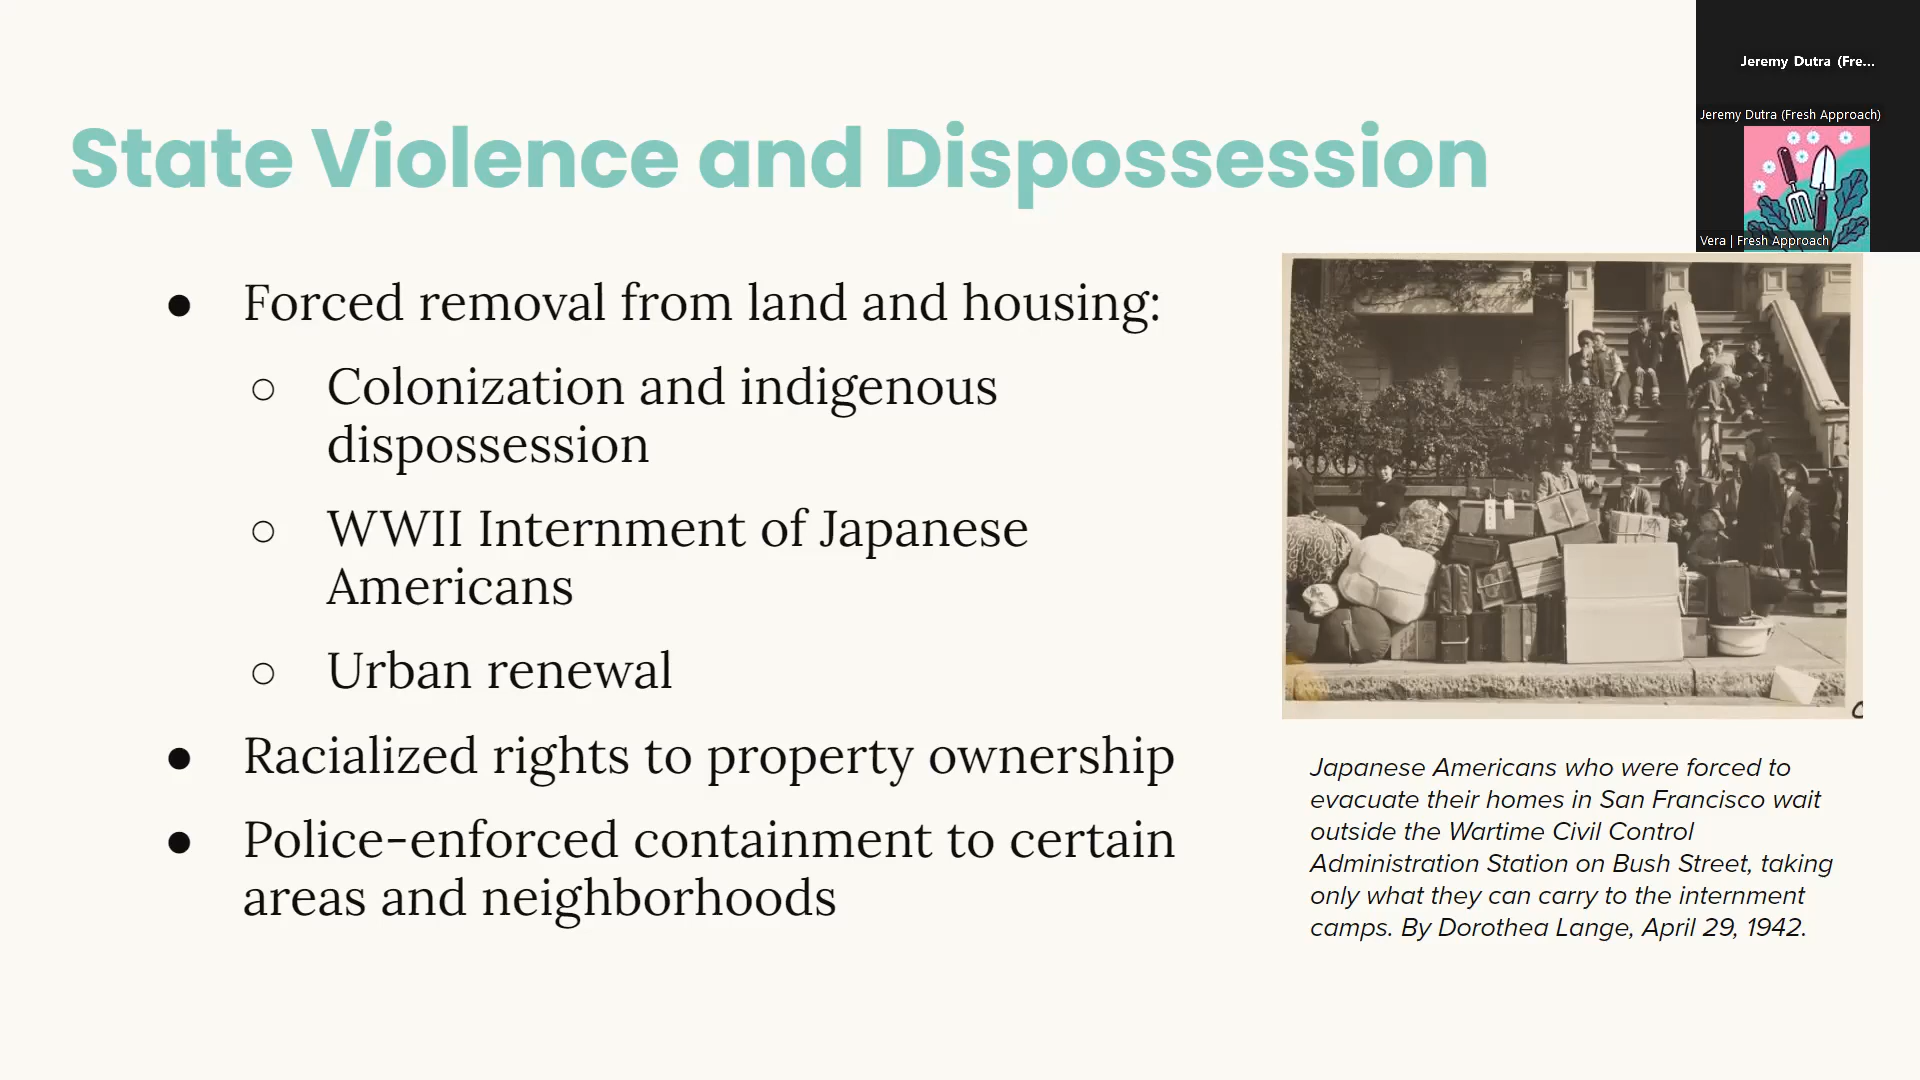 State Violence and Dispossession
Jeremy Dutra (Fre...
Jeremy Dutra (Fresh Approach)
Vera | Fresh Approach
● Forced removal from land and housing:
○ Colonization and indigenous
dispossession
○ WWII Internment of Japanese
Americans
○ Urban renewal
● Racialized rights to property ownership
● Police-enforced containment to certain
areas and neighborhoods
Japanese Americans who were forced to
evacuate their homes in San Francisco wait
outside the Wartime Civil Control
Administration Station on Bush Street, taking
only what they can carry to the internment
camps. By Dorothea Lange, April 29, 1942.